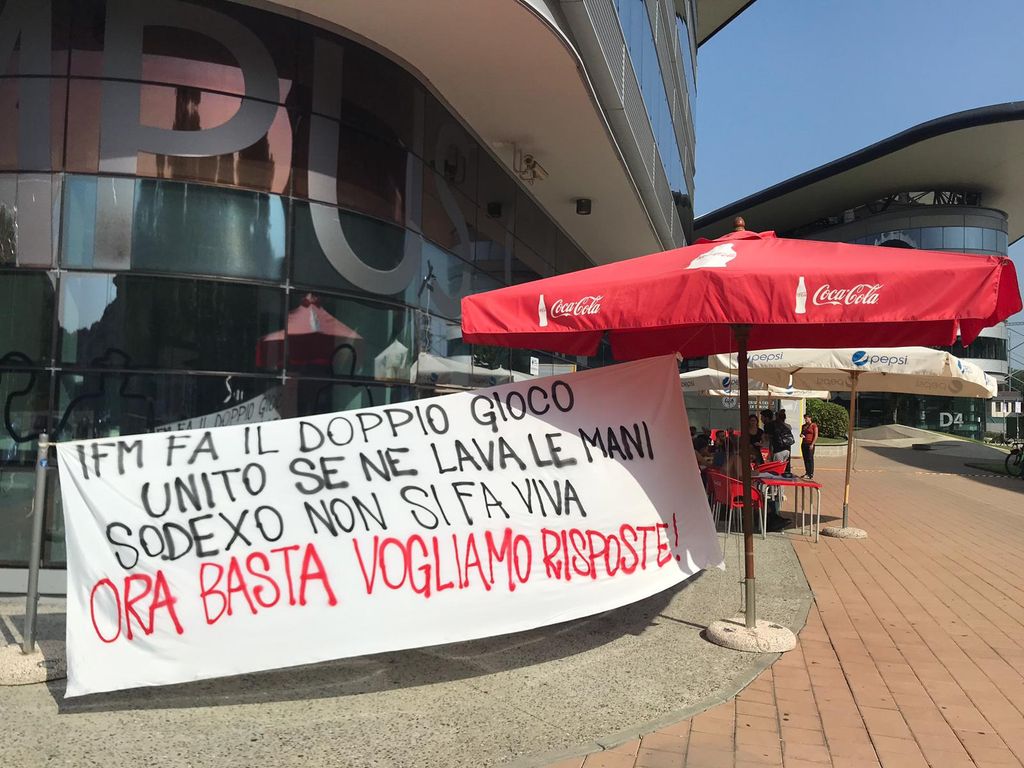 MPUS
Coca-Cola
Coca-Cola
pepsi
pepsi
D4
IFM FA IL DOPPIO GIOCO
UNITO SE NE LAVA LE MANI
SODEXO NON SI FA VIVA
ORA BASTA VOGLIAMO RISPOSTE!